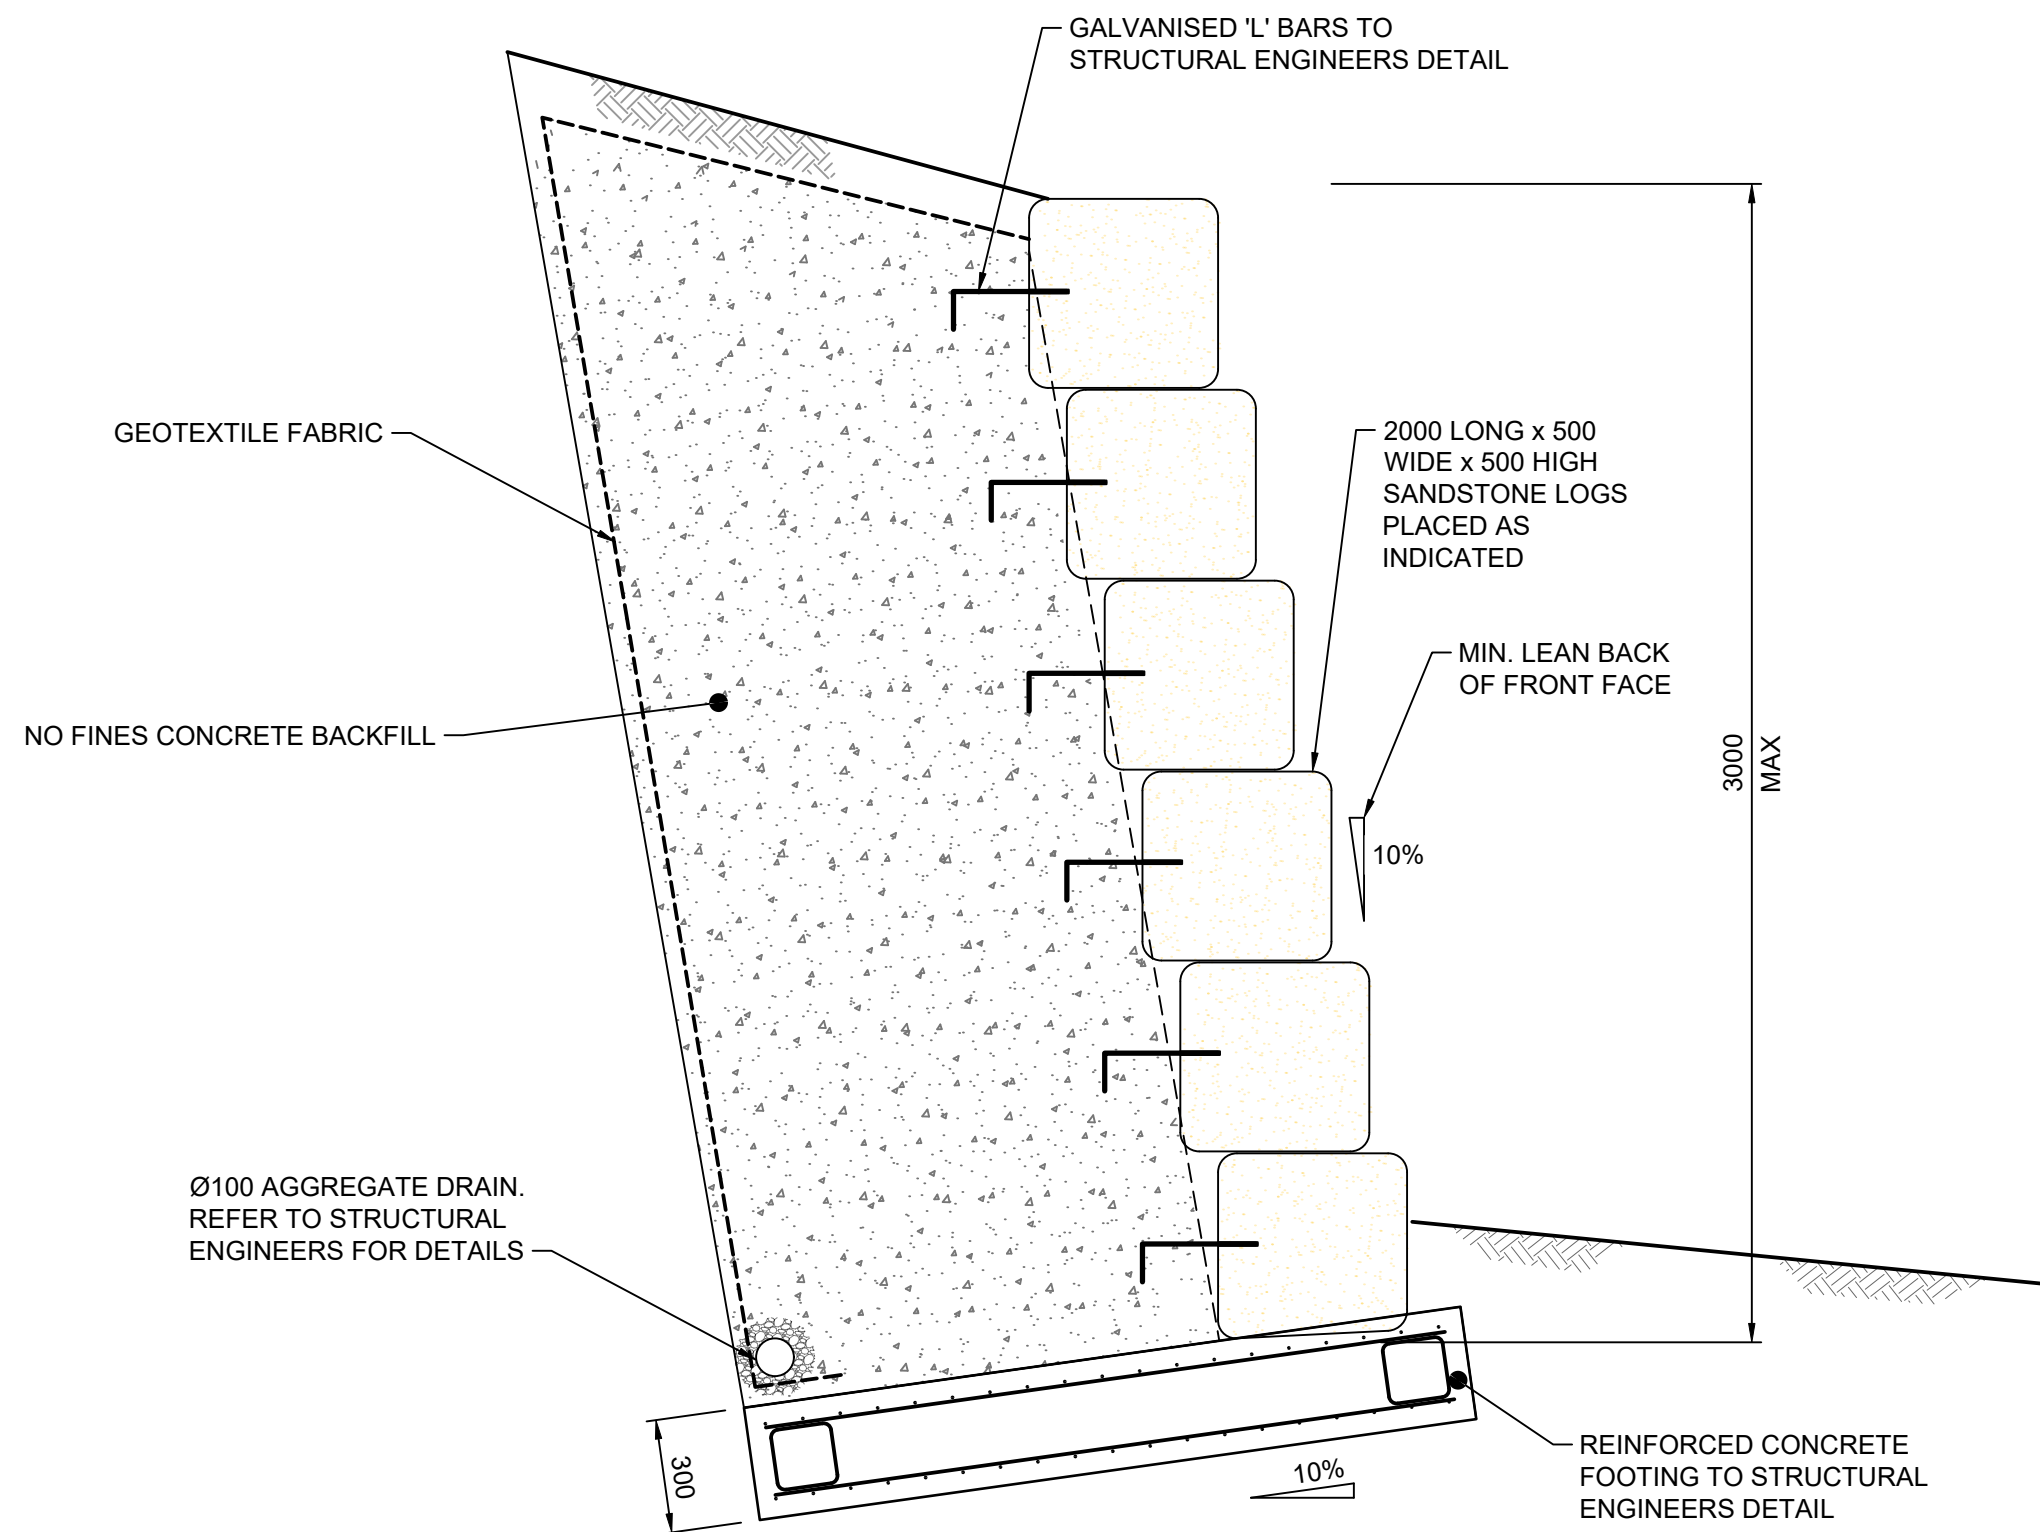 GALVANISED 'L' BARS TO
STRUCTURAL ENGINEERS DETAIL
GEOTEXTILE FABRIC
2000 LONG x 500
WIDE x 500 HIGH
SANDSTONE LOGS
PLACED AS
INDICATED
MIN. LEAN BACK
OF FRONT FACE
NO FINES CONCRETE BACKFILL
3000
MAX
10%
Ø100 AGGREGATE DRAIN.
REFER TO STRUCTURAL
ENGINEERS FOR DETAILS
300
10%
REINFORCED CONCRETE
FOOTING TO STRUCTURAL
ENGINEERS DETAIL